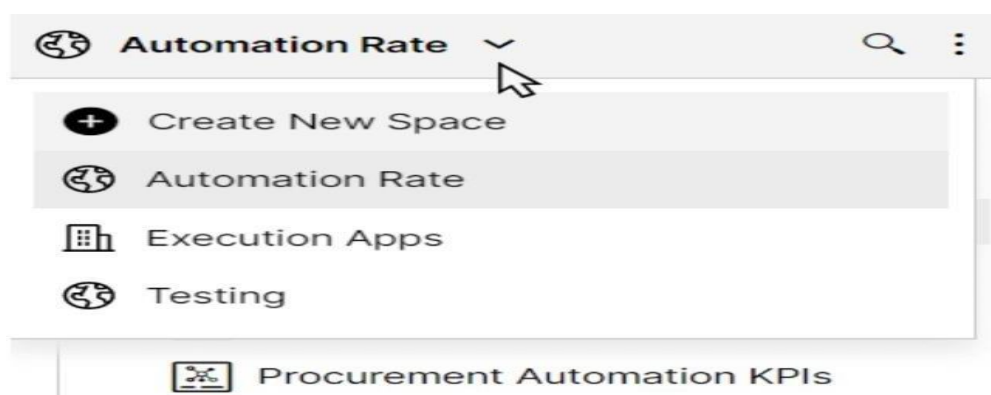 Automation Rate
Create New Space
Automation Rate
Execution Apps
Testing
Procurement Automation KPIs